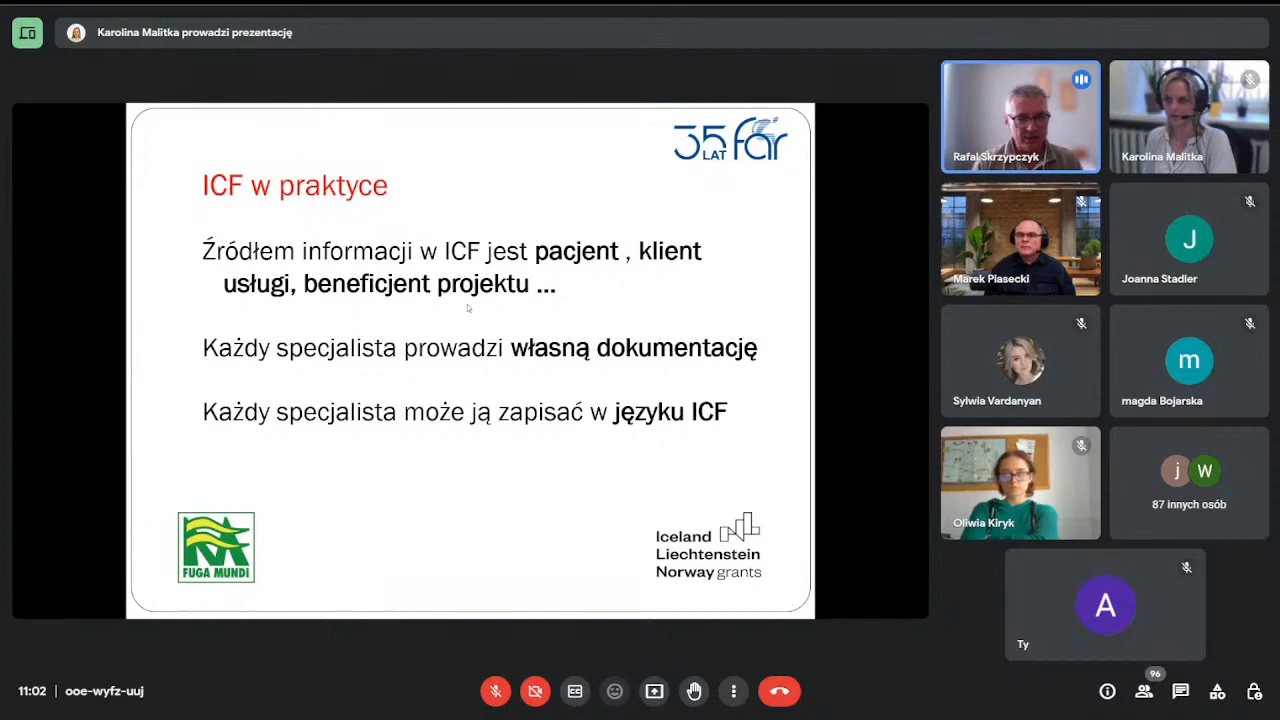 Karolina Malitka prowadzi prezentację
35 LAT far
ICF w praktyce
Źródłem informacji w ICF jest pacjent , klient
usługi, beneficjent projektu ...
Każdy specjalista prowadzi własną dokumentację
Każdy specjalista może ją zapisać w języku ICF
FUGA MUNDI
Iceland
Liechtenstein
Norway grants
Rafał Skrzypczyk
Karolina Malitka
Marek Piasecki
J
Joanna Stadler
Sylwia Vardanyan
m
magda Bojarska
Oliwia Kiryk
j W
87 innych osób
A
Ty
11:02 | ooe-wyfz-uuj
96